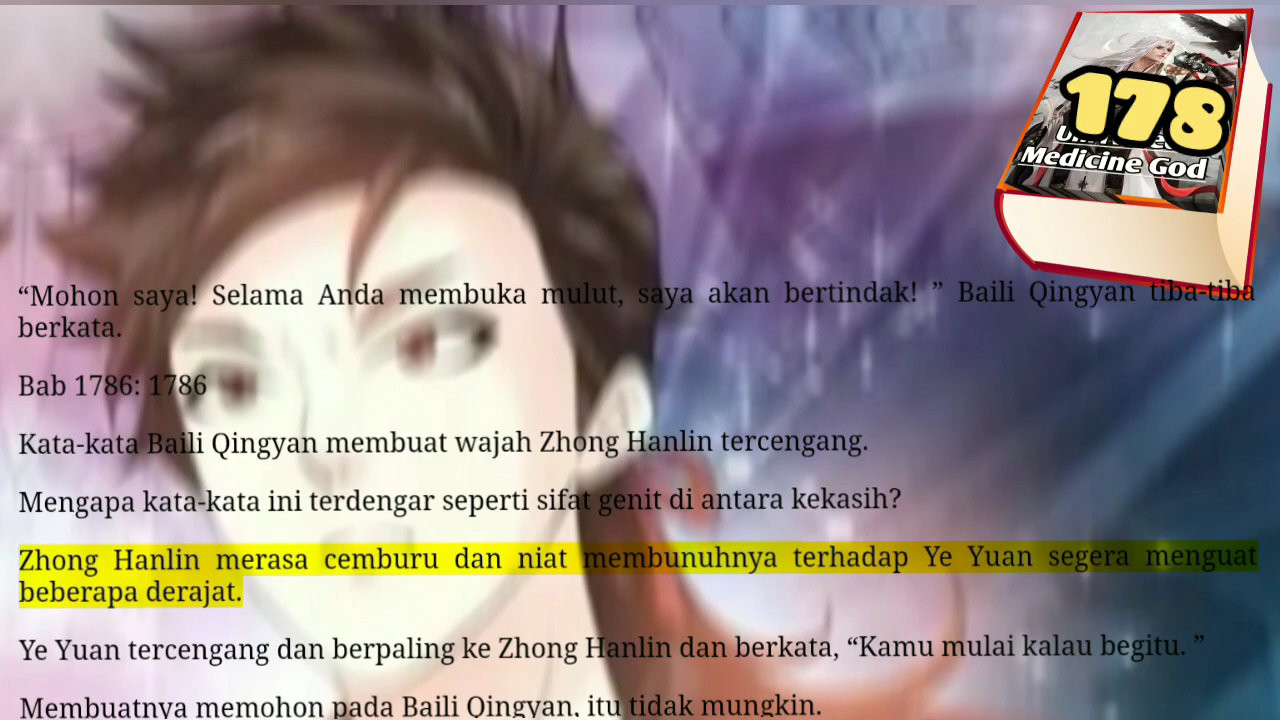 178
Medicine God
“Mohon saya! Selama Anda membuka mulut, saya akan bertindak! ” Baili Qingyan tiba-tiba
berkata.
Bab 1786: 1786
Kata-kata Baili Qingyan membuat wajah Zhong Hanlin tercengang.
Mengapa kata-kata ini terdengar seperti sifat genit di antara kekasih?
Zhong Hanlin merasa cemburu dan niat membunuhnya terhadap Ye Yuan segera menguat
beberapa derajat.
Ye Yuan tercengang dan berpaling ke Zhong Hanlin dan berkata, “Kamu mulai kalau begitu. ”
Membuatnya memohon pada Baili Qingyan, itu tidak mungkin.